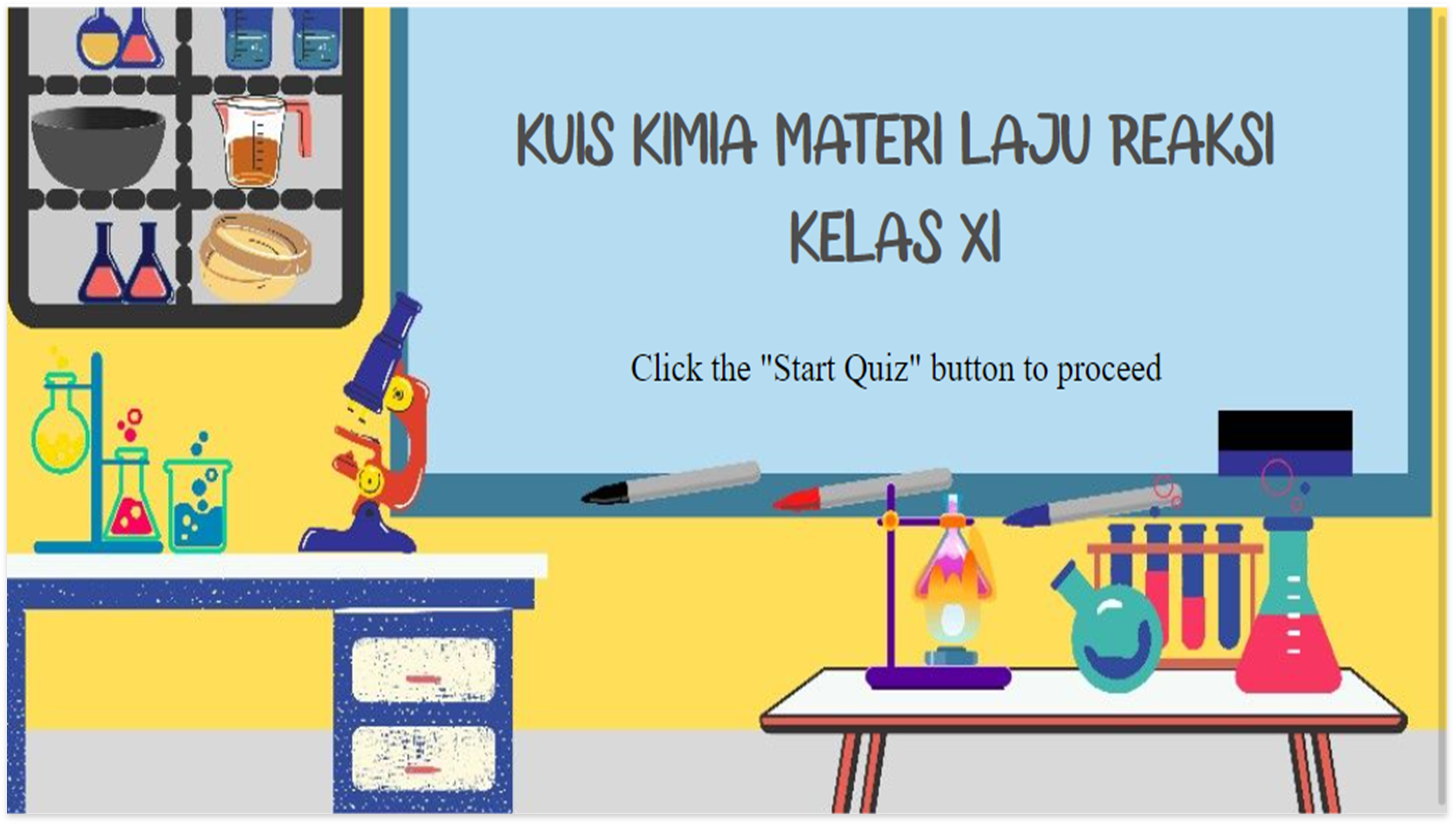 KUIS KIMIA MATERI LAJU REAKSI
KELAS XI
Click the "Start Quiz" button to proceed